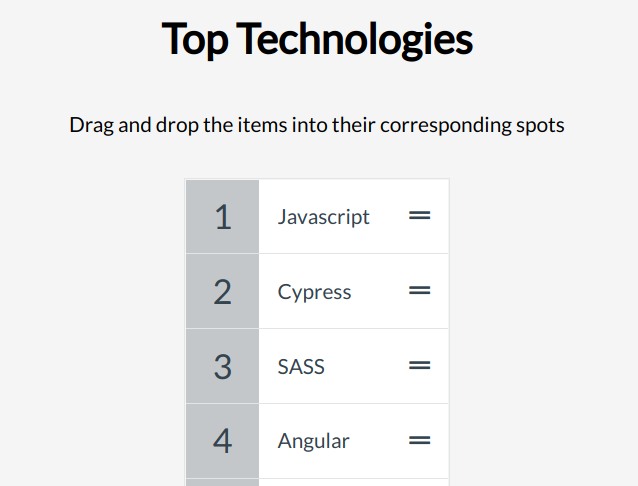 Top Technologies
Drag and drop the items into their corresponding spots
1 Javascript
2 Cypress
3 SASS
4 Angular